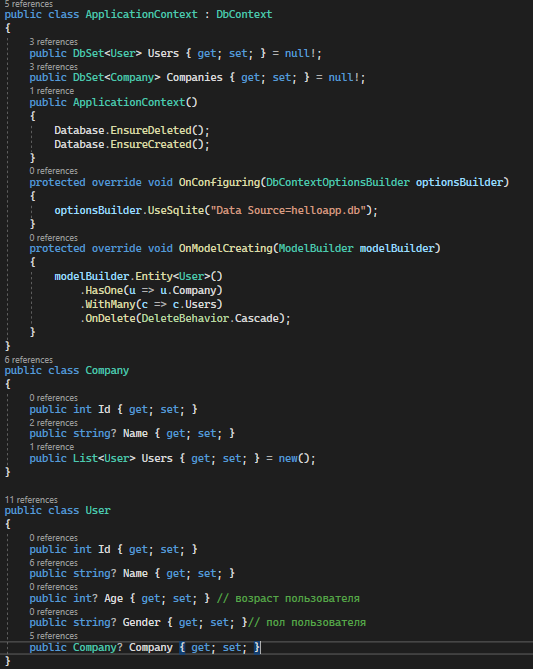 5 references
public class ApplicationContext : DbContext
{
3 references
public DbSet<User> Users { get; set; } = null!;
3 references
public DbSet<Company> Companies { get; set; } = null!;
1 reference
public ApplicationContext()
{
Database.EnsureDeleted();
Database.EnsureCreated();
}
0 references
protected override void OnConfiguring(DbContextOptionsBuilder optionsBuilder)
{
optionsBuilder.UseSqlite("Data Source=helloapp.db");
}
0 references
protected override void OnModelCreating(ModelBuilder modelBuilder)
{
modelBuilder.Entity<User>()
.HasOne(u => u.Company)
.WithMany(c => c.Users)
.OnDelete(DeleteBehavior.Cascade);
}
}
6 references
public class Company
{
0 references
public int Id { get; set; }
2 references
public string? Name { get; set; }
1 reference
public List<User> Users { get; set; } = new();
}
11 references
public class User
{
0 references
public int Id { get; set; }
6 references
public string? Name { get; set; }
0 references
public int? Age { get; set; } // возраст пользователя
0 references
public string? Gender { get; set; }// пол пользователя
5 references
public Company? Company { get; set; }
}